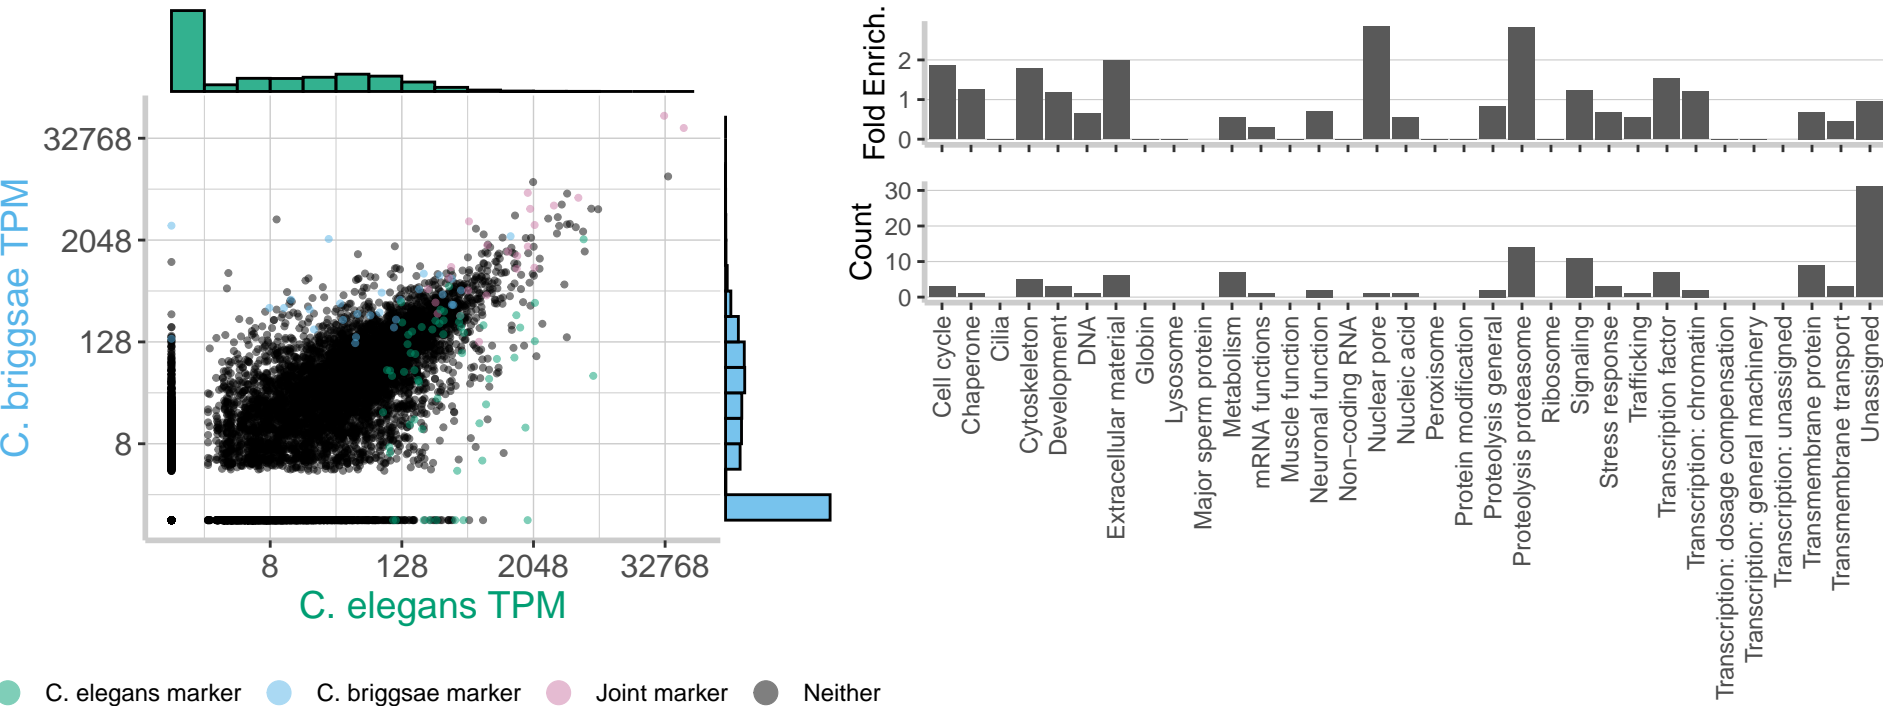 32768
2048
128
8
C. briggsae TPM
8
128
2048
32768
C. elegans TPM
C. elegans marker
C. briggsae marker
Joint marker
Neither
Fold Enrich.
2
1
0
Count
30
20
10
0
Cell cycle
Chaperone
Cilia
Cytoskeleton
Development
DNA
Extracellular material
Globin
Lysosome
Major sperm protein
Metabolism
mRNA functions
Muscle function
Neuronal function
Non−coding RNA
Nuclear pore
Nucleic acid
Peroxisome
Protein modification
Proteolysis general
Proteolysis proteasome
Ribosome
Signaling
Stress response
Trafficking
Transcription factor
Transcription: chromatin
Transcription: dosage compensation
Transcription: general machinery
Transcription: unassigned
Transmembrane protein
Transmembrane transport
Unassigned